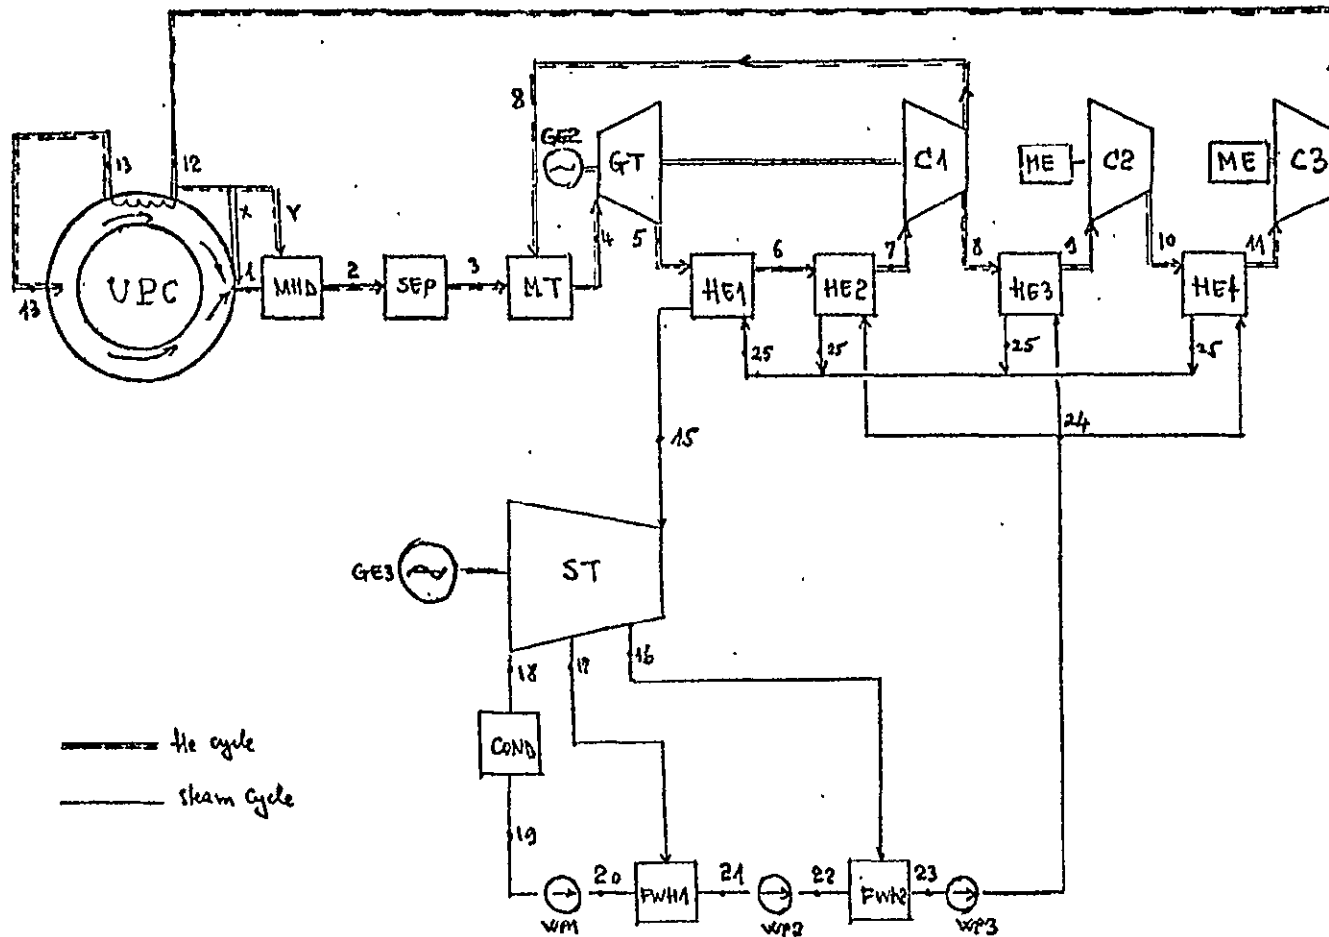 8
GE2
GT
C1
ME
C2
ME
C3
13
12
X
Y
4
5
7
8
9
10
11
6
UPC
1
MHD
2
SEP
3
MT
HE1
HE2
HE3
HE4
13
25
25
25
25
24
15
GE3
ST
18
17
16
COND
He cycle
Steam cycle
19
20
21
22
23
FWH1
FWH2
WP1
WP2
WP3